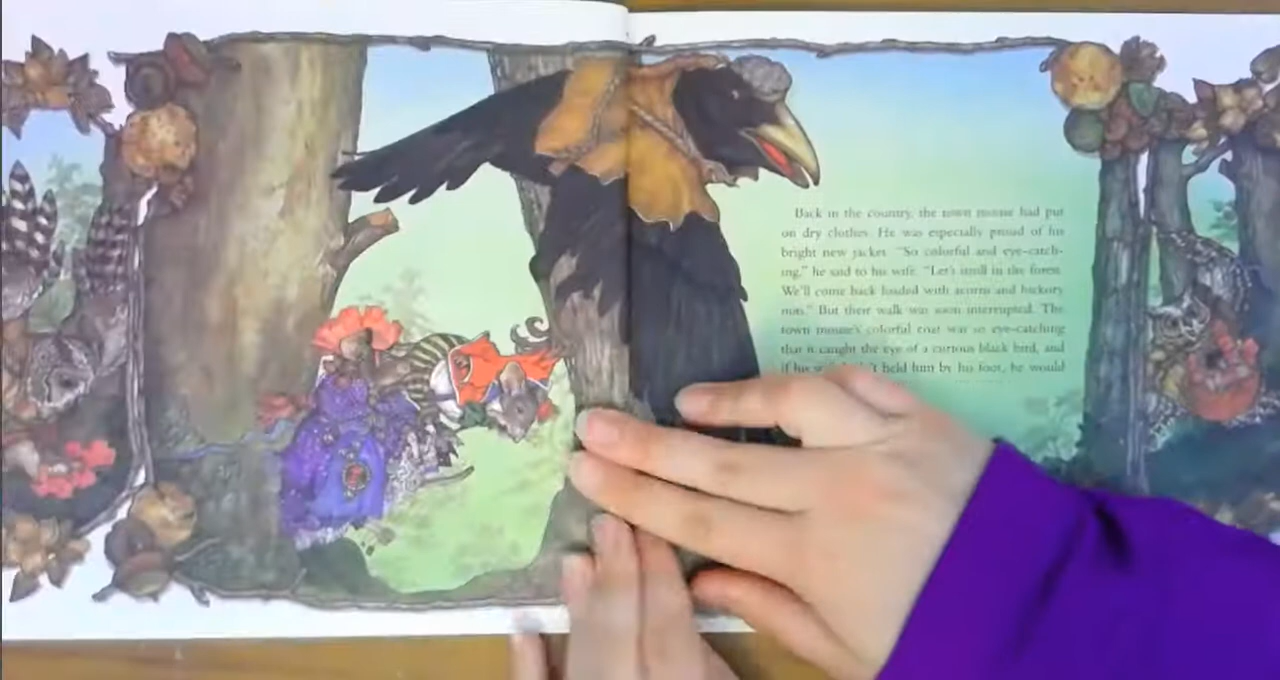 Back in the country, the town mouse had put
on dry clothes. He was especially proud of his
bright new jacket. "So colorful and eye-catch-
ing," he said to his wife. "Let's stroll in the forest.
We'll come back loaded with acorns and hickory
nuts." But their walk was soon interrupted. The
town mouse's colorful coat was so eye-catching
that it caught the eye of a curious black bird, and
if his held him by his foot, he would